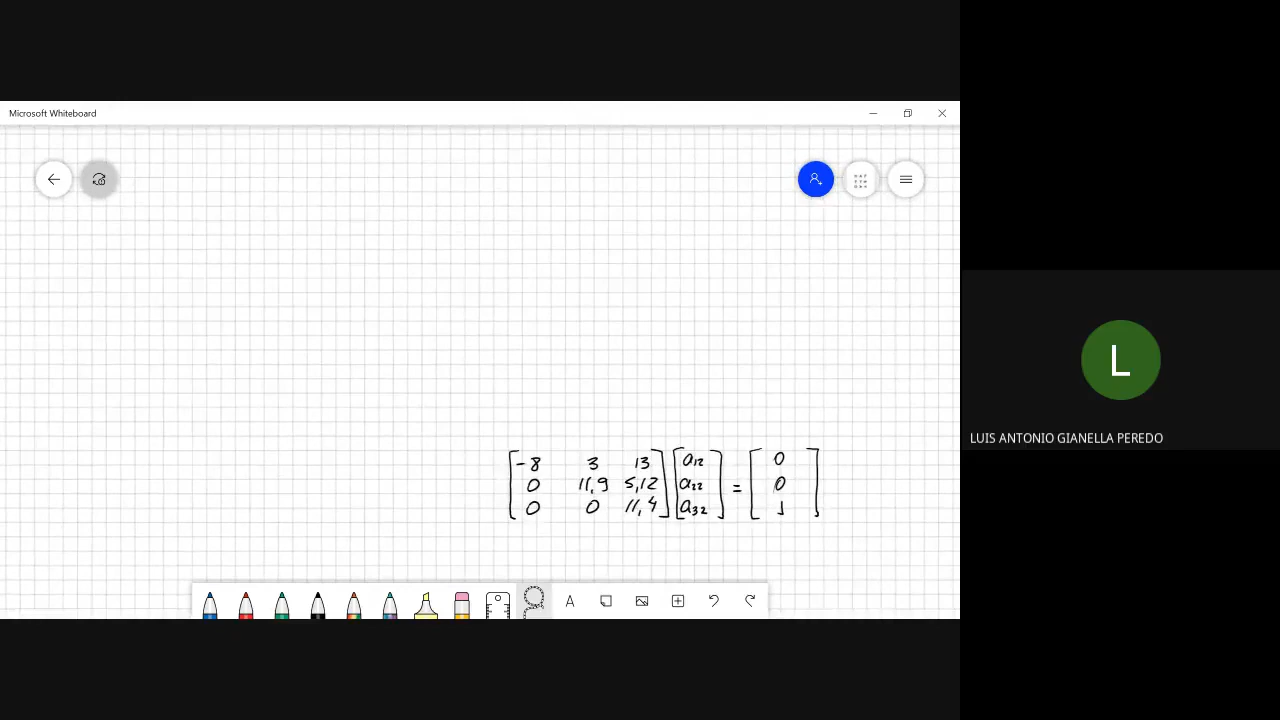 Microsoft Whiteboard
L
LUIS ANTONIO GIANELLA PEREDO
[-8 3 13] [a12] [0]
[0 11,9 5,12] [a22] = [0]
[0 0 11,4] [a32] [1]
A